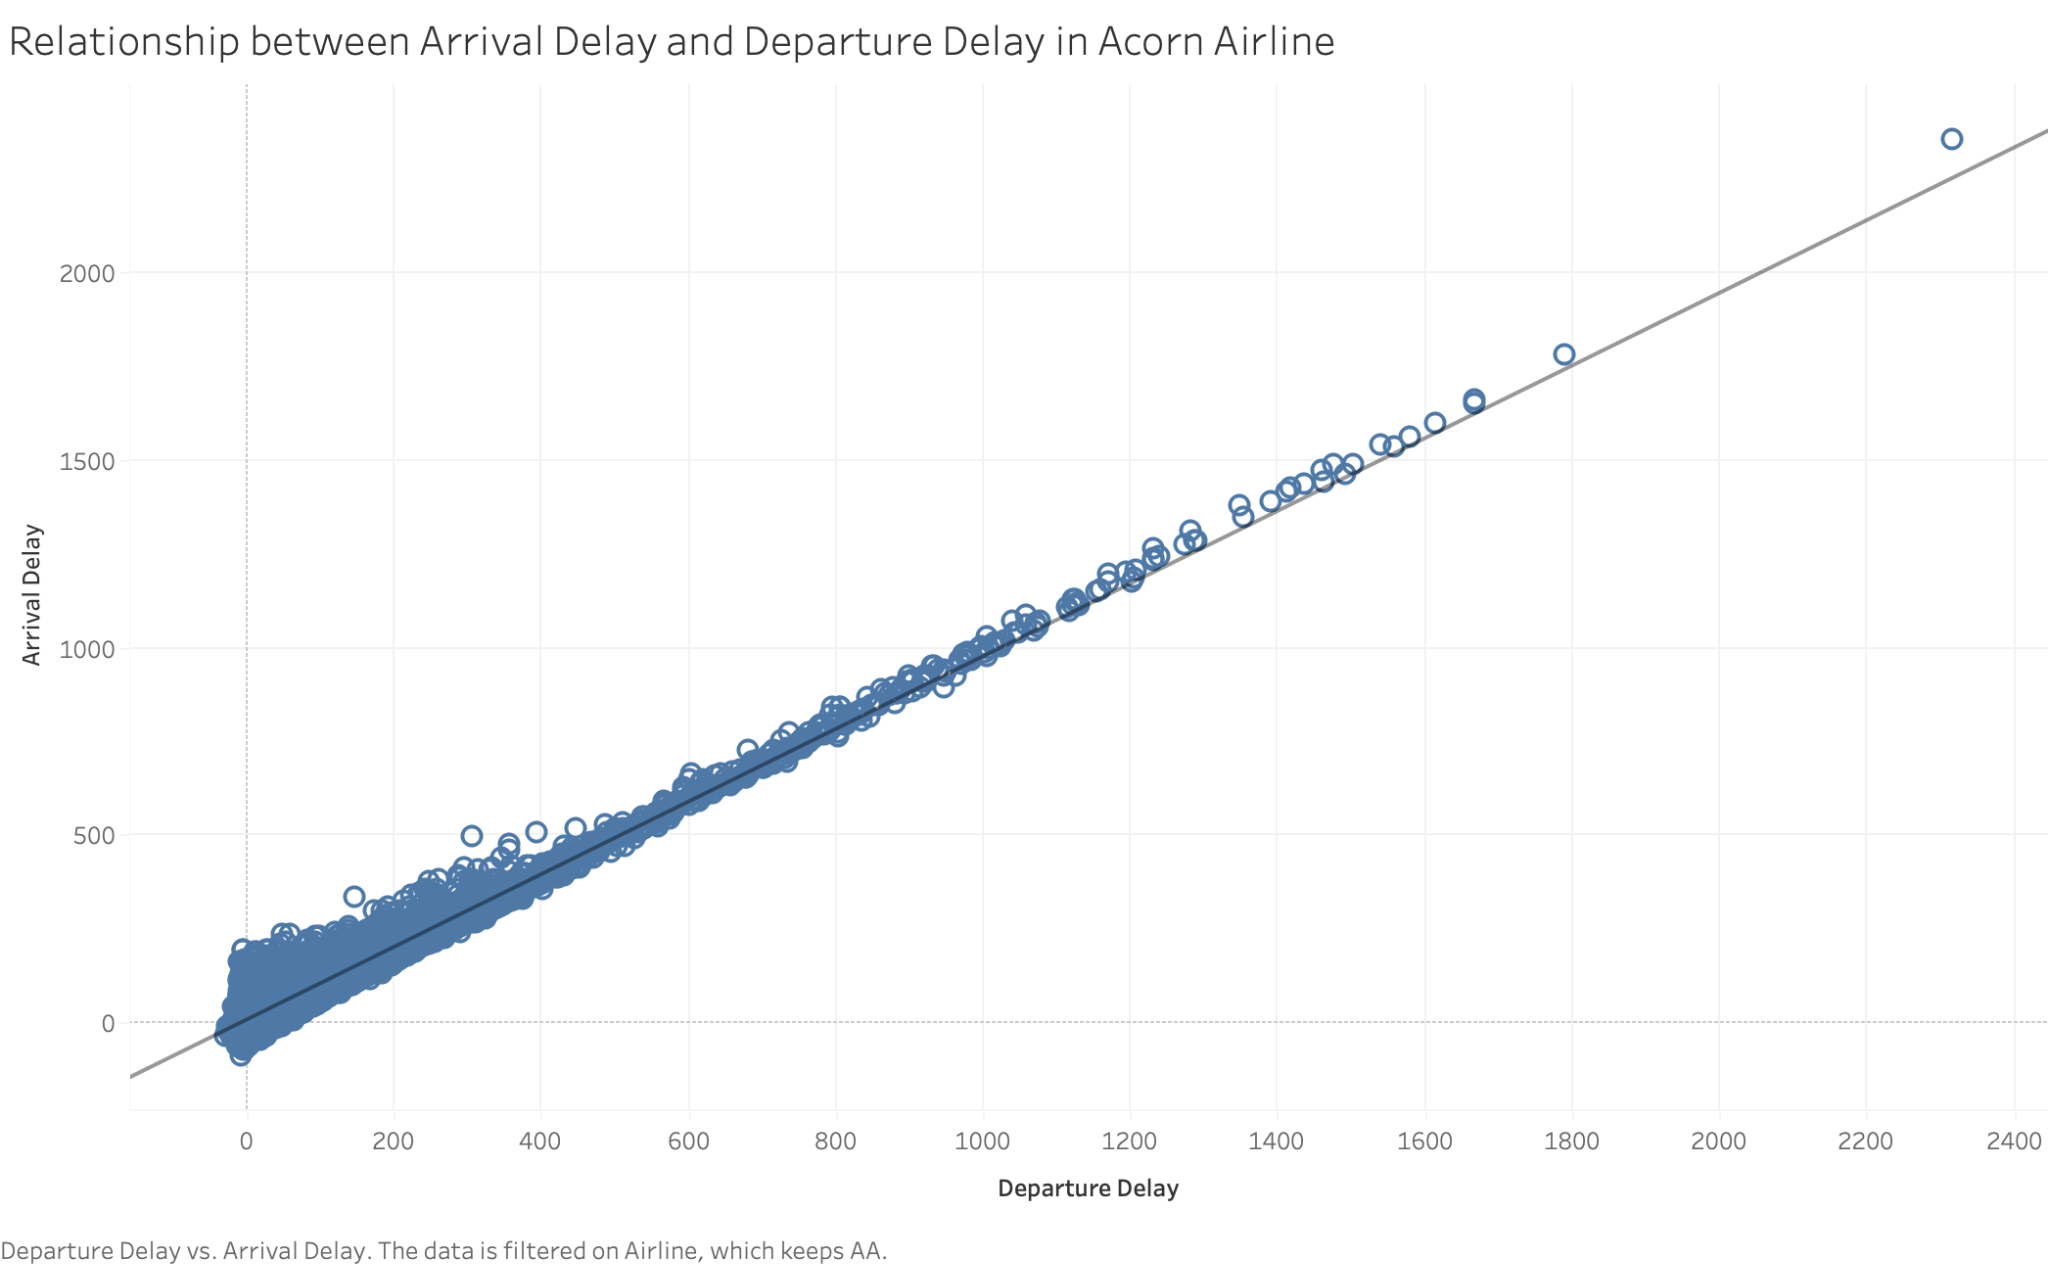 Relationship between Arrival Delay and Departure Delay in Acorn Airline
2000
1500
1000
500
0
Arrival Delay
0 200 400 600 800 1000 1200 1400 1600 1800 2000 2200 2400
Departure Delay
Departure Delay vs. Arrival Delay. The data is filtered on Airline, which keeps AA.